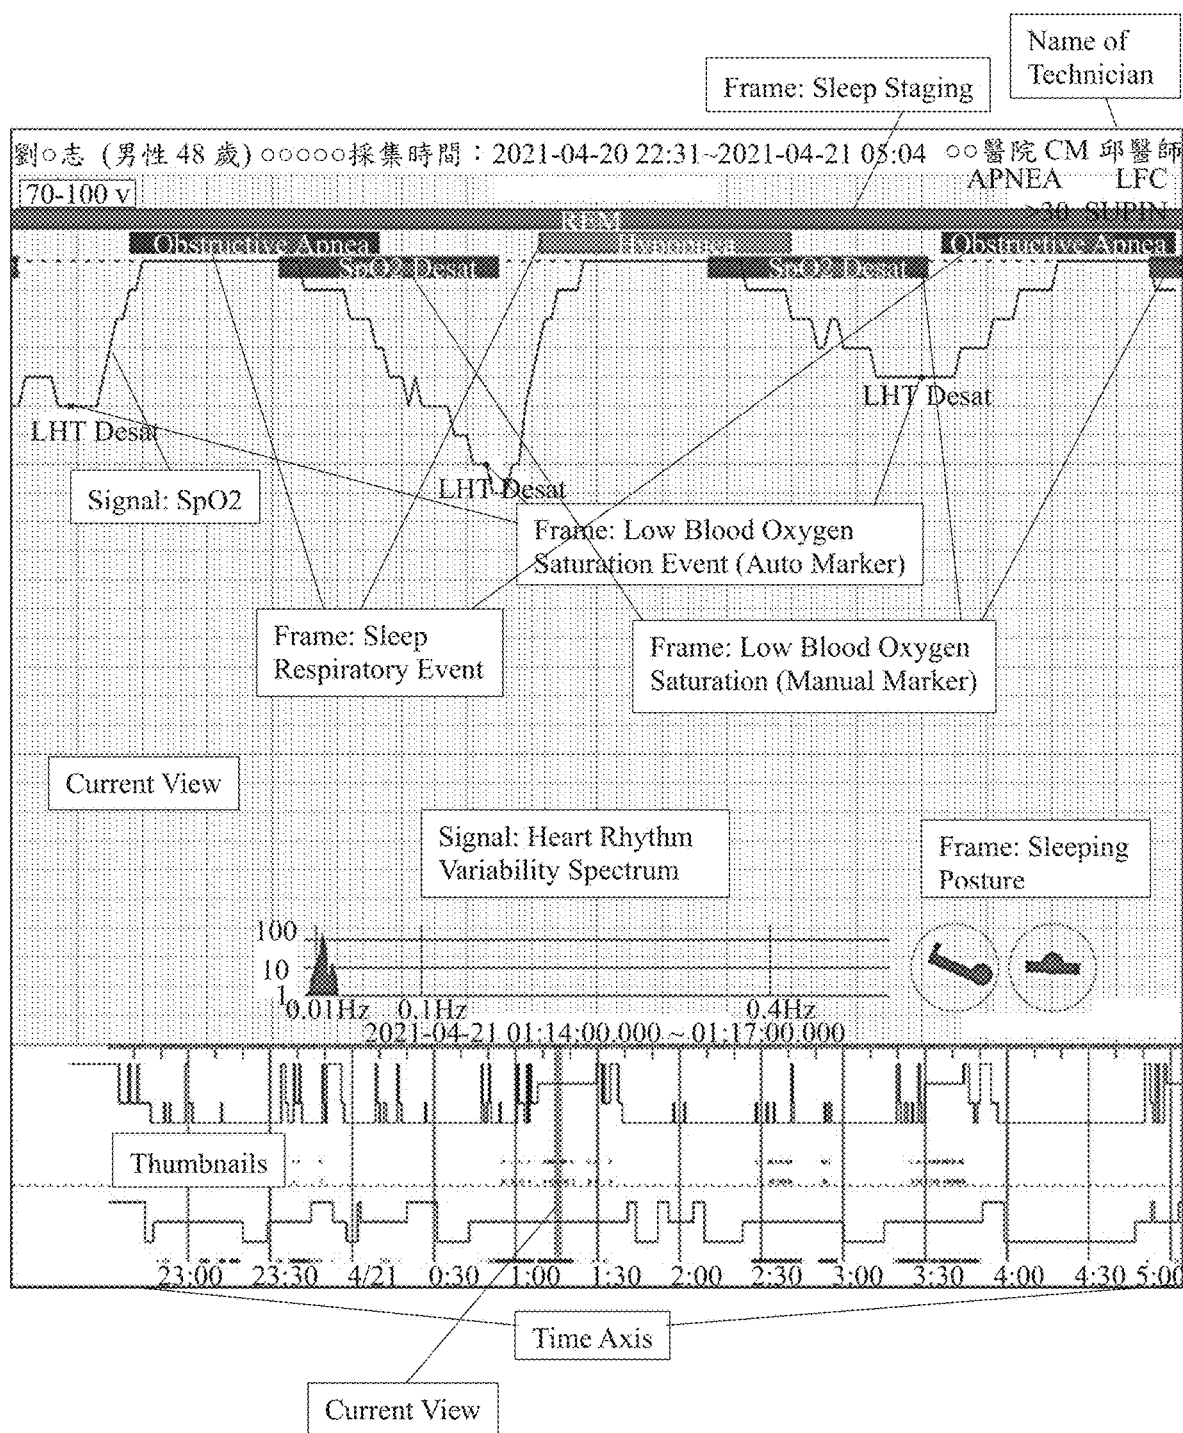 Name of
Technician
Frame: Sleep Staging
劉○志 (男性 48 歲) ○○○○○採集時間：2021-04-20 22:31~2021-04-21 05:04 ○○醫院 CM 邱醫師
APNEA LFC
70-100 v
>30 SUPIN
REM
Obstructive Apnea Hypopnea Obstructive Apnea
SpO2 Desat SpO2 Desat
LHT Desat
LHT Desat
LHT Desat
Signal: SpO2
Frame: Low Blood Oxygen
Saturation Event (Auto Marker)
Frame: Sleep
Respiratory Event
Frame: Low Blood Oxygen
Saturation (Manual Marker)
Current View
Signal: Heart Rhythm
Variability Spectrum
Frame: Sleeping
Posture
100
10
1
0.01Hz 0.1Hz 0.4Hz
2021-04-21 01:14:00.000 ~ 01:17:00.000
Thumbnails
23:00 23:30 4/21 0:30 1:00 1:30 2:00 2:30 3:00 3:30 4:00 4:30 5:00
Time Axis
Current View